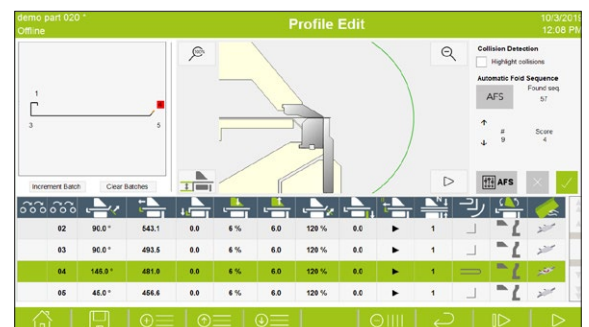 demo part 020 *
Offline
Profile Edit
10/3/2019
12.08 PM
100%
Collision Detection
Highlight collisions
Automatic Fold Sequence
AFS
Found seq.
57
#
9
Score
4
1
3
5
Increment Batch
Clear Batches
AFS
02 90.0° 543.1 0.0 6 % 6.0 120 % 0.0 1
03 90.0° 493.5 0.0 6 % 6.0 120 % 0.0 1
04 145.0° 481.0 0.0 6 % 6.0 120 % 0.0 1
05 45.0° 456.6 0.0 6 % 6.0 120 % 0.0 1